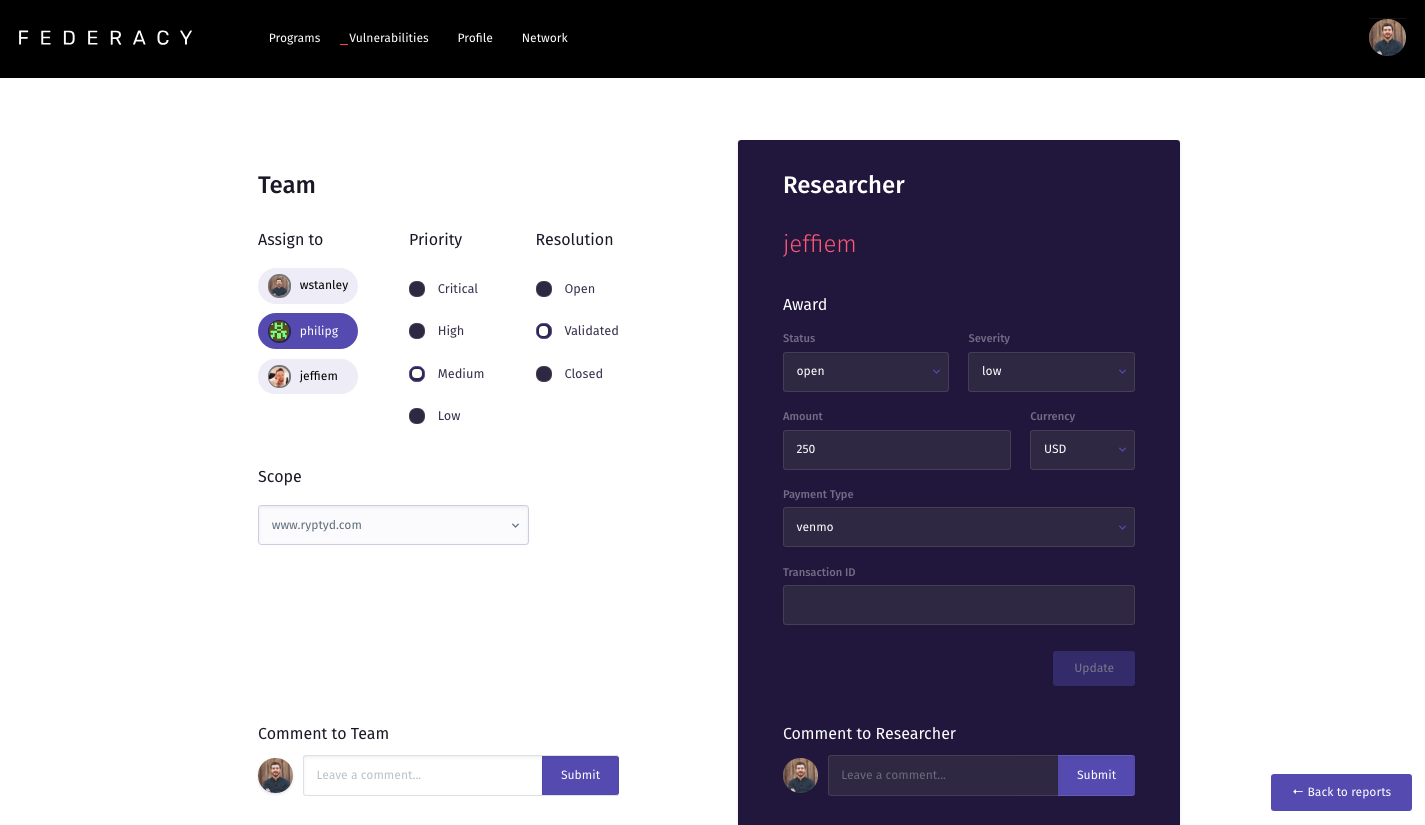 FEDERACY
Programs
_Vulnerabilities
Profile
Network
Team
Assign to
wstanley
philipg
jeffiem
Priority
Critical
High
Medium
Low
Resolution
Open
Validated
Closed
Scope
www.ryptyd.com
Comment to Team
Leave a comment...
Submit
Researcher
jeffiem
Award
Status
open
Severity
low
Amount
250
Currency
USD
Payment Type
venmo
Transaction ID
Update
Comment to Researcher
Leave a comment...
Submit
← Back to reports